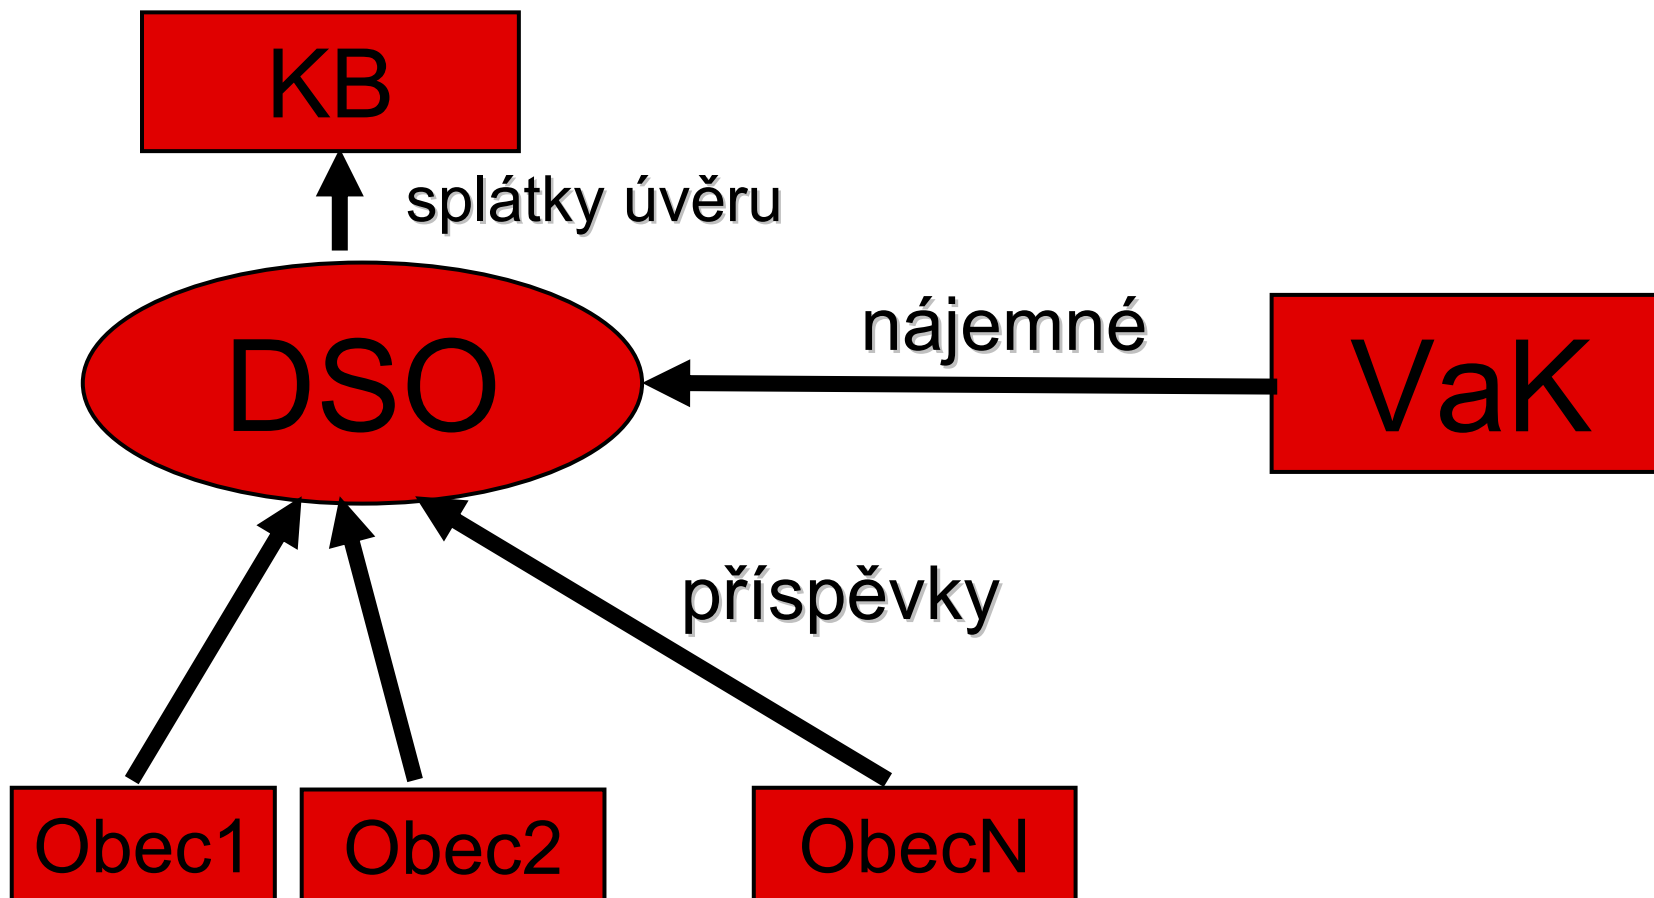 KB
splátky úvěru
nájemné
DSO
VaK
příspěvky
Obec1
Obec2
ObecN